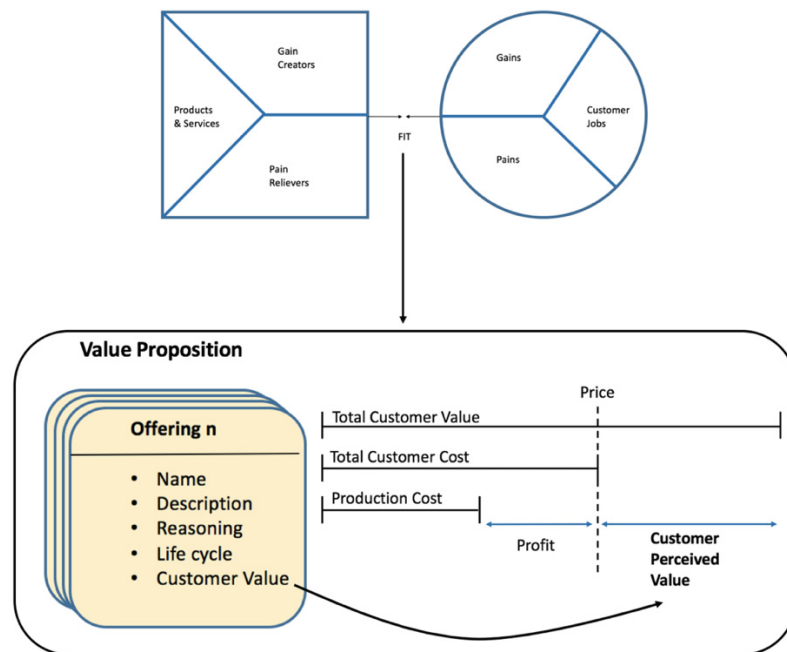 Gain
Creators
Products
& Services
Pain
Relievers
FIT
Gains
Customer
Jobs
Pains
Value Proposition
Offering n
• Name
• Description
• Reasoning
• Life cycle
• Customer Value
Price
Total Customer Value
Total Customer Cost
Production Cost
Profit
Customer
Perceived
Value